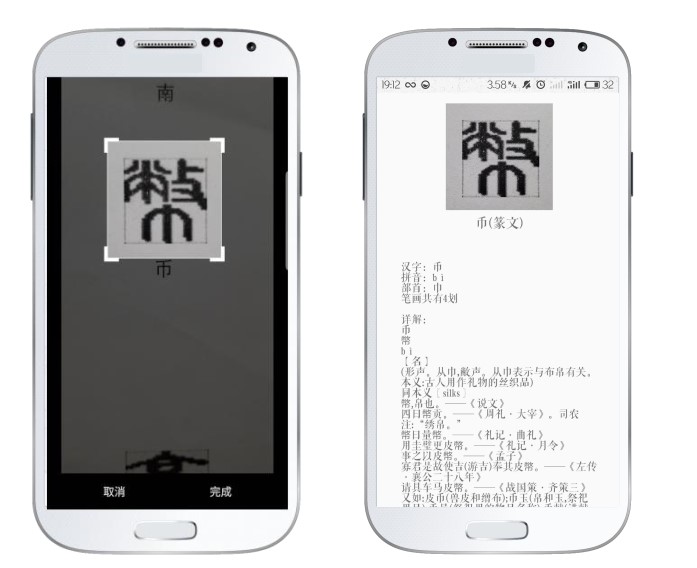 南
币
取消
完成
19:12
3.58 K/s
32
币(篆文)
汉字：币
拼音：bì
部首：巾
笔画共有4划
详解：
币
幣
bì
［名］
(形声。从巾,敝声。从巾表示与布帛有关。
本义:古人用作礼物的丝织品)
同本义［silks］
幣,帛也。——《说文》
四曰幣贡。——《周礼·大宰》。司农
注："绣帛。"
幣曰量幣。——《礼记·曲礼》
用圭璧更皮幣。——《礼记·月令》
事之以皮幣。——《孟子》
寡君是故使吉(游吉)奉其皮幣。——《左传
·襄公二十八年》
请具车马皮幣。——《战国策·齐策三》
又如:皮币(兽皮和缯布);币玉(帛和玉,祭祀